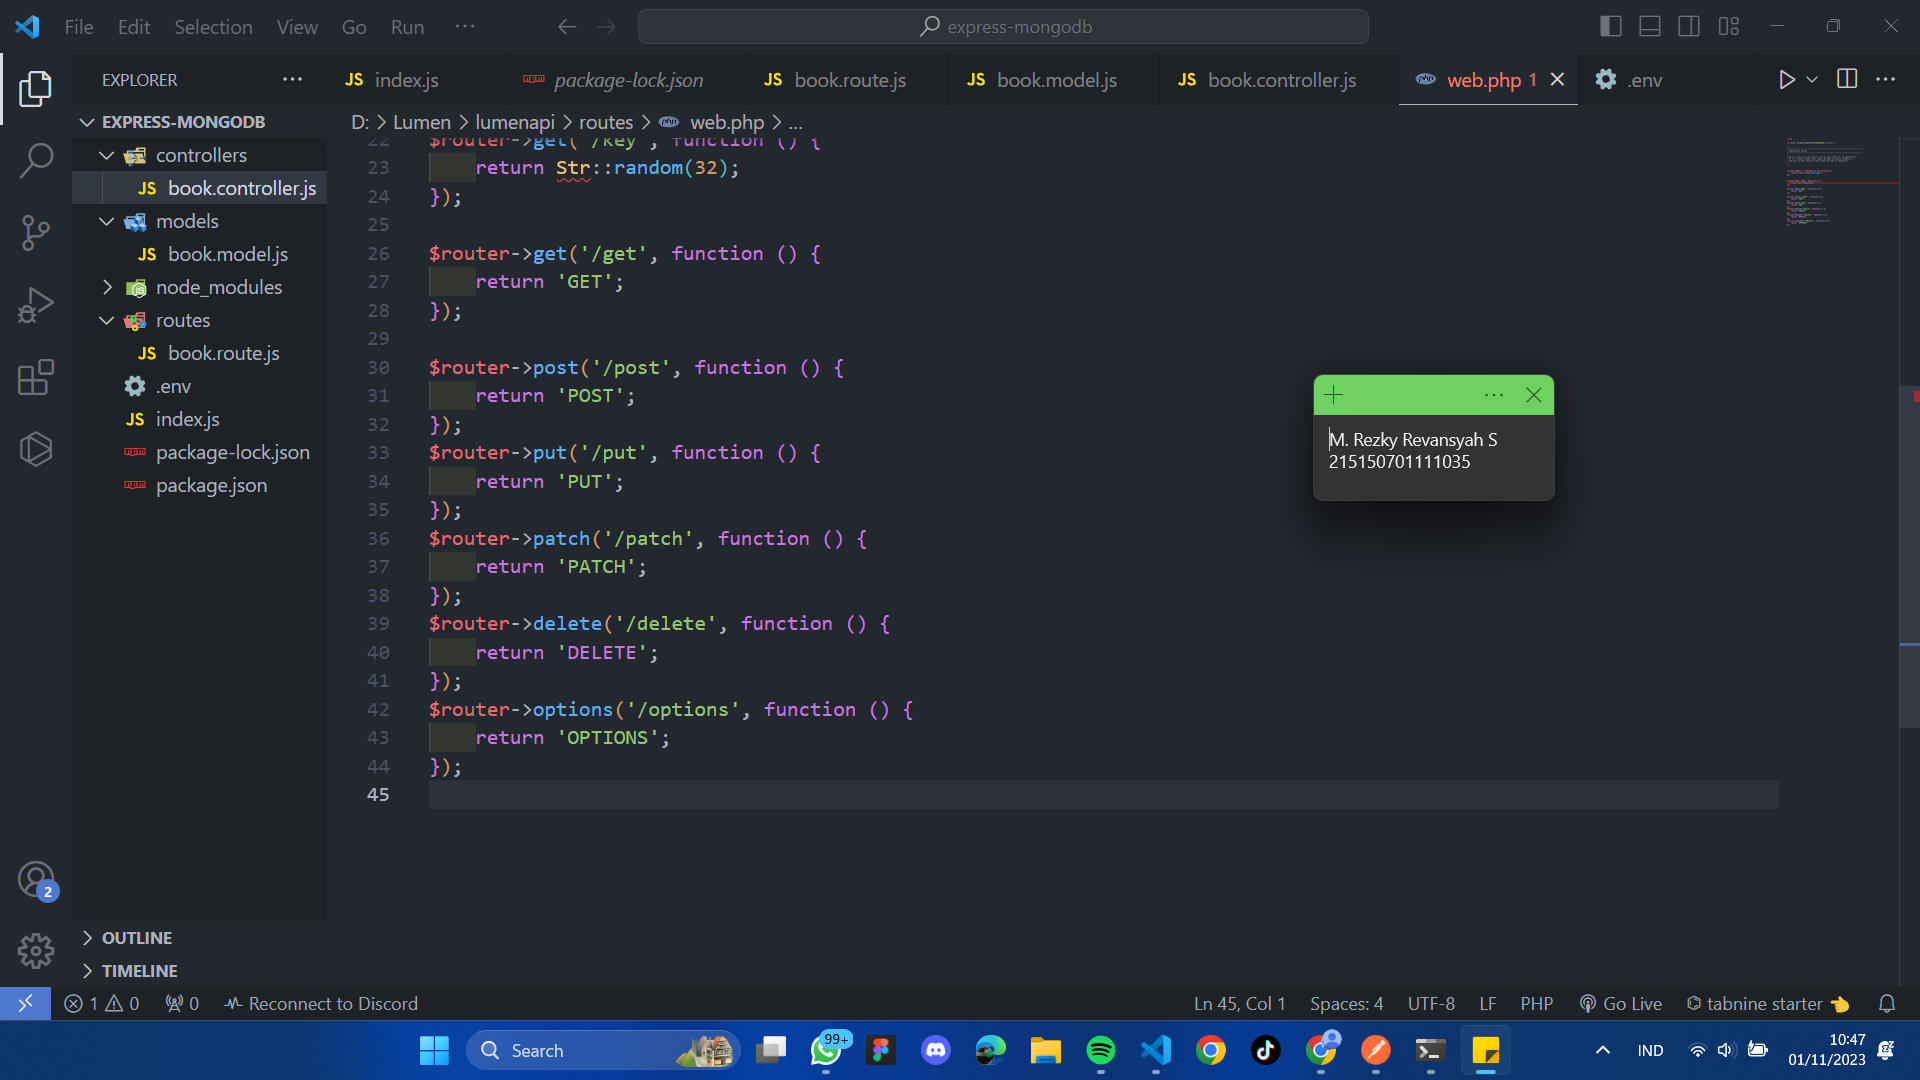 File Edit Selection View Go Run ··· express-mongodb
EXPLORER ···
JS index.js package-lock.json JS book.route.js JS book.model.js JS book.controller.js web.php 1 .env ···
EXPRESS-MONGODB
controllers
JS book.controller.js
models
JS book.model.js
node_modules
routes
JS book.route.js
.env
JS index.js
package-lock.json
package.json
OUTLINE
TIMELINE
D: > Lumen > lumenapi > routes > web.php > ...
22 $router->get('/key', function () {
23 return Str::random(32);
24 });
25
26 $router->get('/get', function () {
27 return 'GET';
28 });
29
30 $router->post('/post', function () {
31 return 'POST';
32 });
33 $router->put('/put', function () {
34 return 'PUT';
35 });
36 $router->patch('/patch', function () {
37 return 'PATCH';
38 });
39 $router->delete('/delete', function () {
40 return 'DELETE';
41 });
42 $router->options('/options', function () {
43 return 'OPTIONS';
44 });
45
M. Rezky Revansyah S
215150701111035
2
1 0 0 Reconnect to Discord Ln 45, Col 1 Spaces: 4 UTF-8 LF PHP Go Live tabnine starter
Search 99+ IND 10:47
01/11/2023